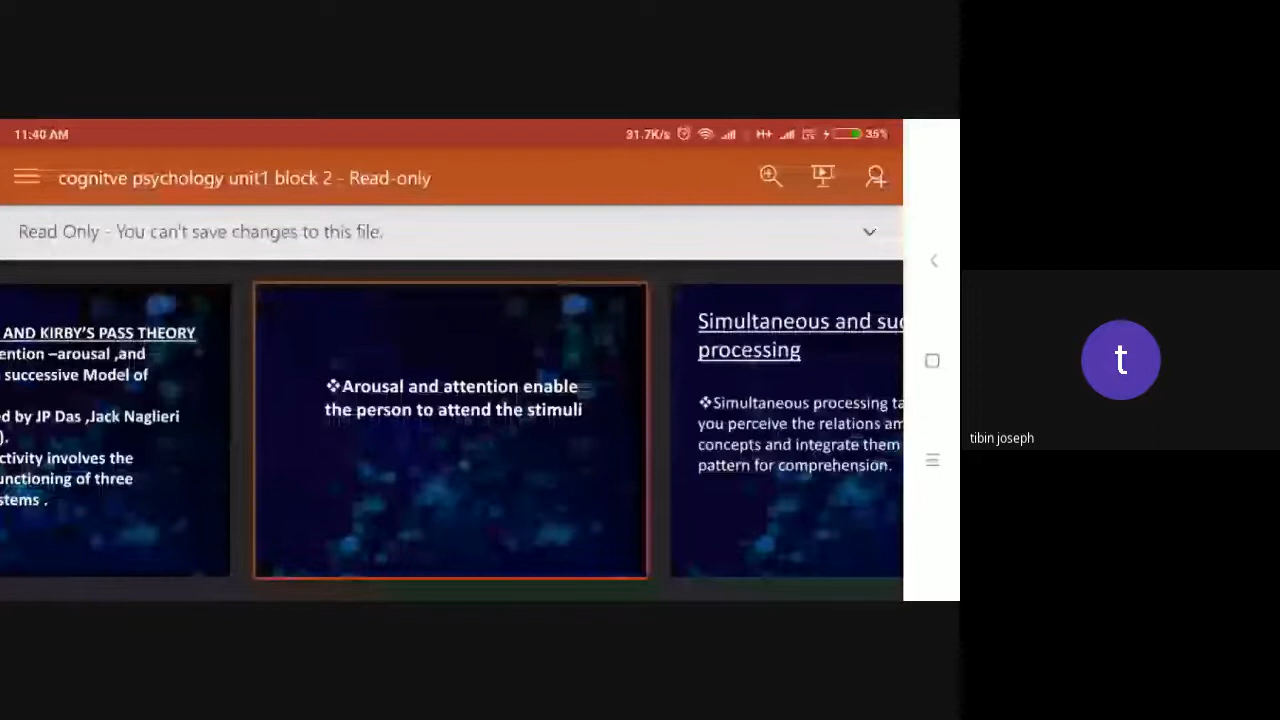 11:40 AM
31.7K/s
H+
35%
cognitve psychology unit1 block 2 - Read-only
Read Only - You can't save changes to this file.
AND KIRBY'S PASS THEORY
ention –arousal ,and
successive Model of
ed by JP Das ,Jack Naglieri
).
ctivity involves the
unctioning of three
stems .
❖Arousal and attention enable
the person to attend the stimuli
Simultaneous and suc
processing
❖Simultaneous processing ta
you perceive the relations am
concepts and integrate them
pattern for comprehension.
t
tibin joseph